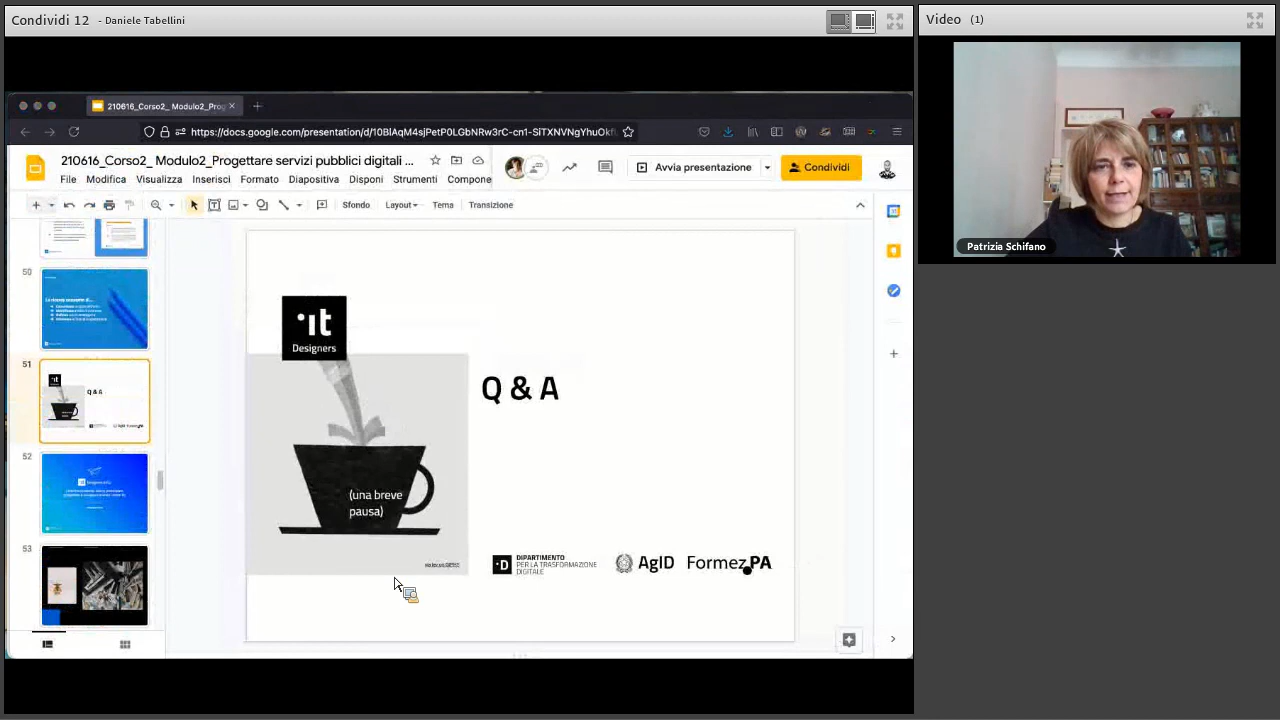 Condividi 12 - Daniele Tabellini
Video (1)
210616_Corso2_ Modulo2_Prog
https://docs.google.com/presentation/d/10BlAqM4sjPetP0LGbNRw3rC-cn1-SlTXNVNgYhuOkf
210616_Corso2_ Modulo2_Progettare servizi pubblici digitali ...
Avvia presentazione
Condividi
File Modifica Visualizza Inserisci Formato Diapositiva Disponi Strumenti Compone
Sfondo Layout Tema Transizione
Patrizia Schifano
50
51
Q & A
52
53
·it
Designers
Q & A
(una breve
pausa)
·D DIPARTIMENTO
PER LA TRASFORMAZIONE
DIGITALE
AgID
FormezPA